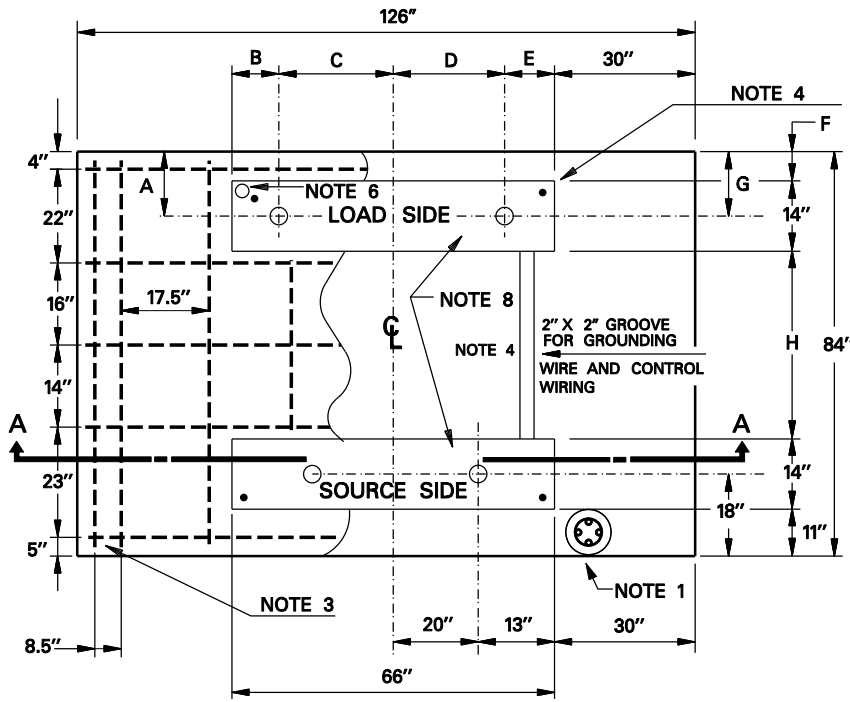 126"
B C D E 30"
NOTE 4
F
4"
A
NOTE 6
G
LOAD SIDE
22"
14"
16"
17.5"
NOTE 8
CL
NOTE 4
2" X 2" GROOVE
FOR GROUNDING
WIRE AND CONTROL
WIRING
H
84"
14"
A
A
23"
SOURCE SIDE
14"
18"
11"
5"
NOTE 3
NOTE 1
8.5"
20"
13"
30"
66"